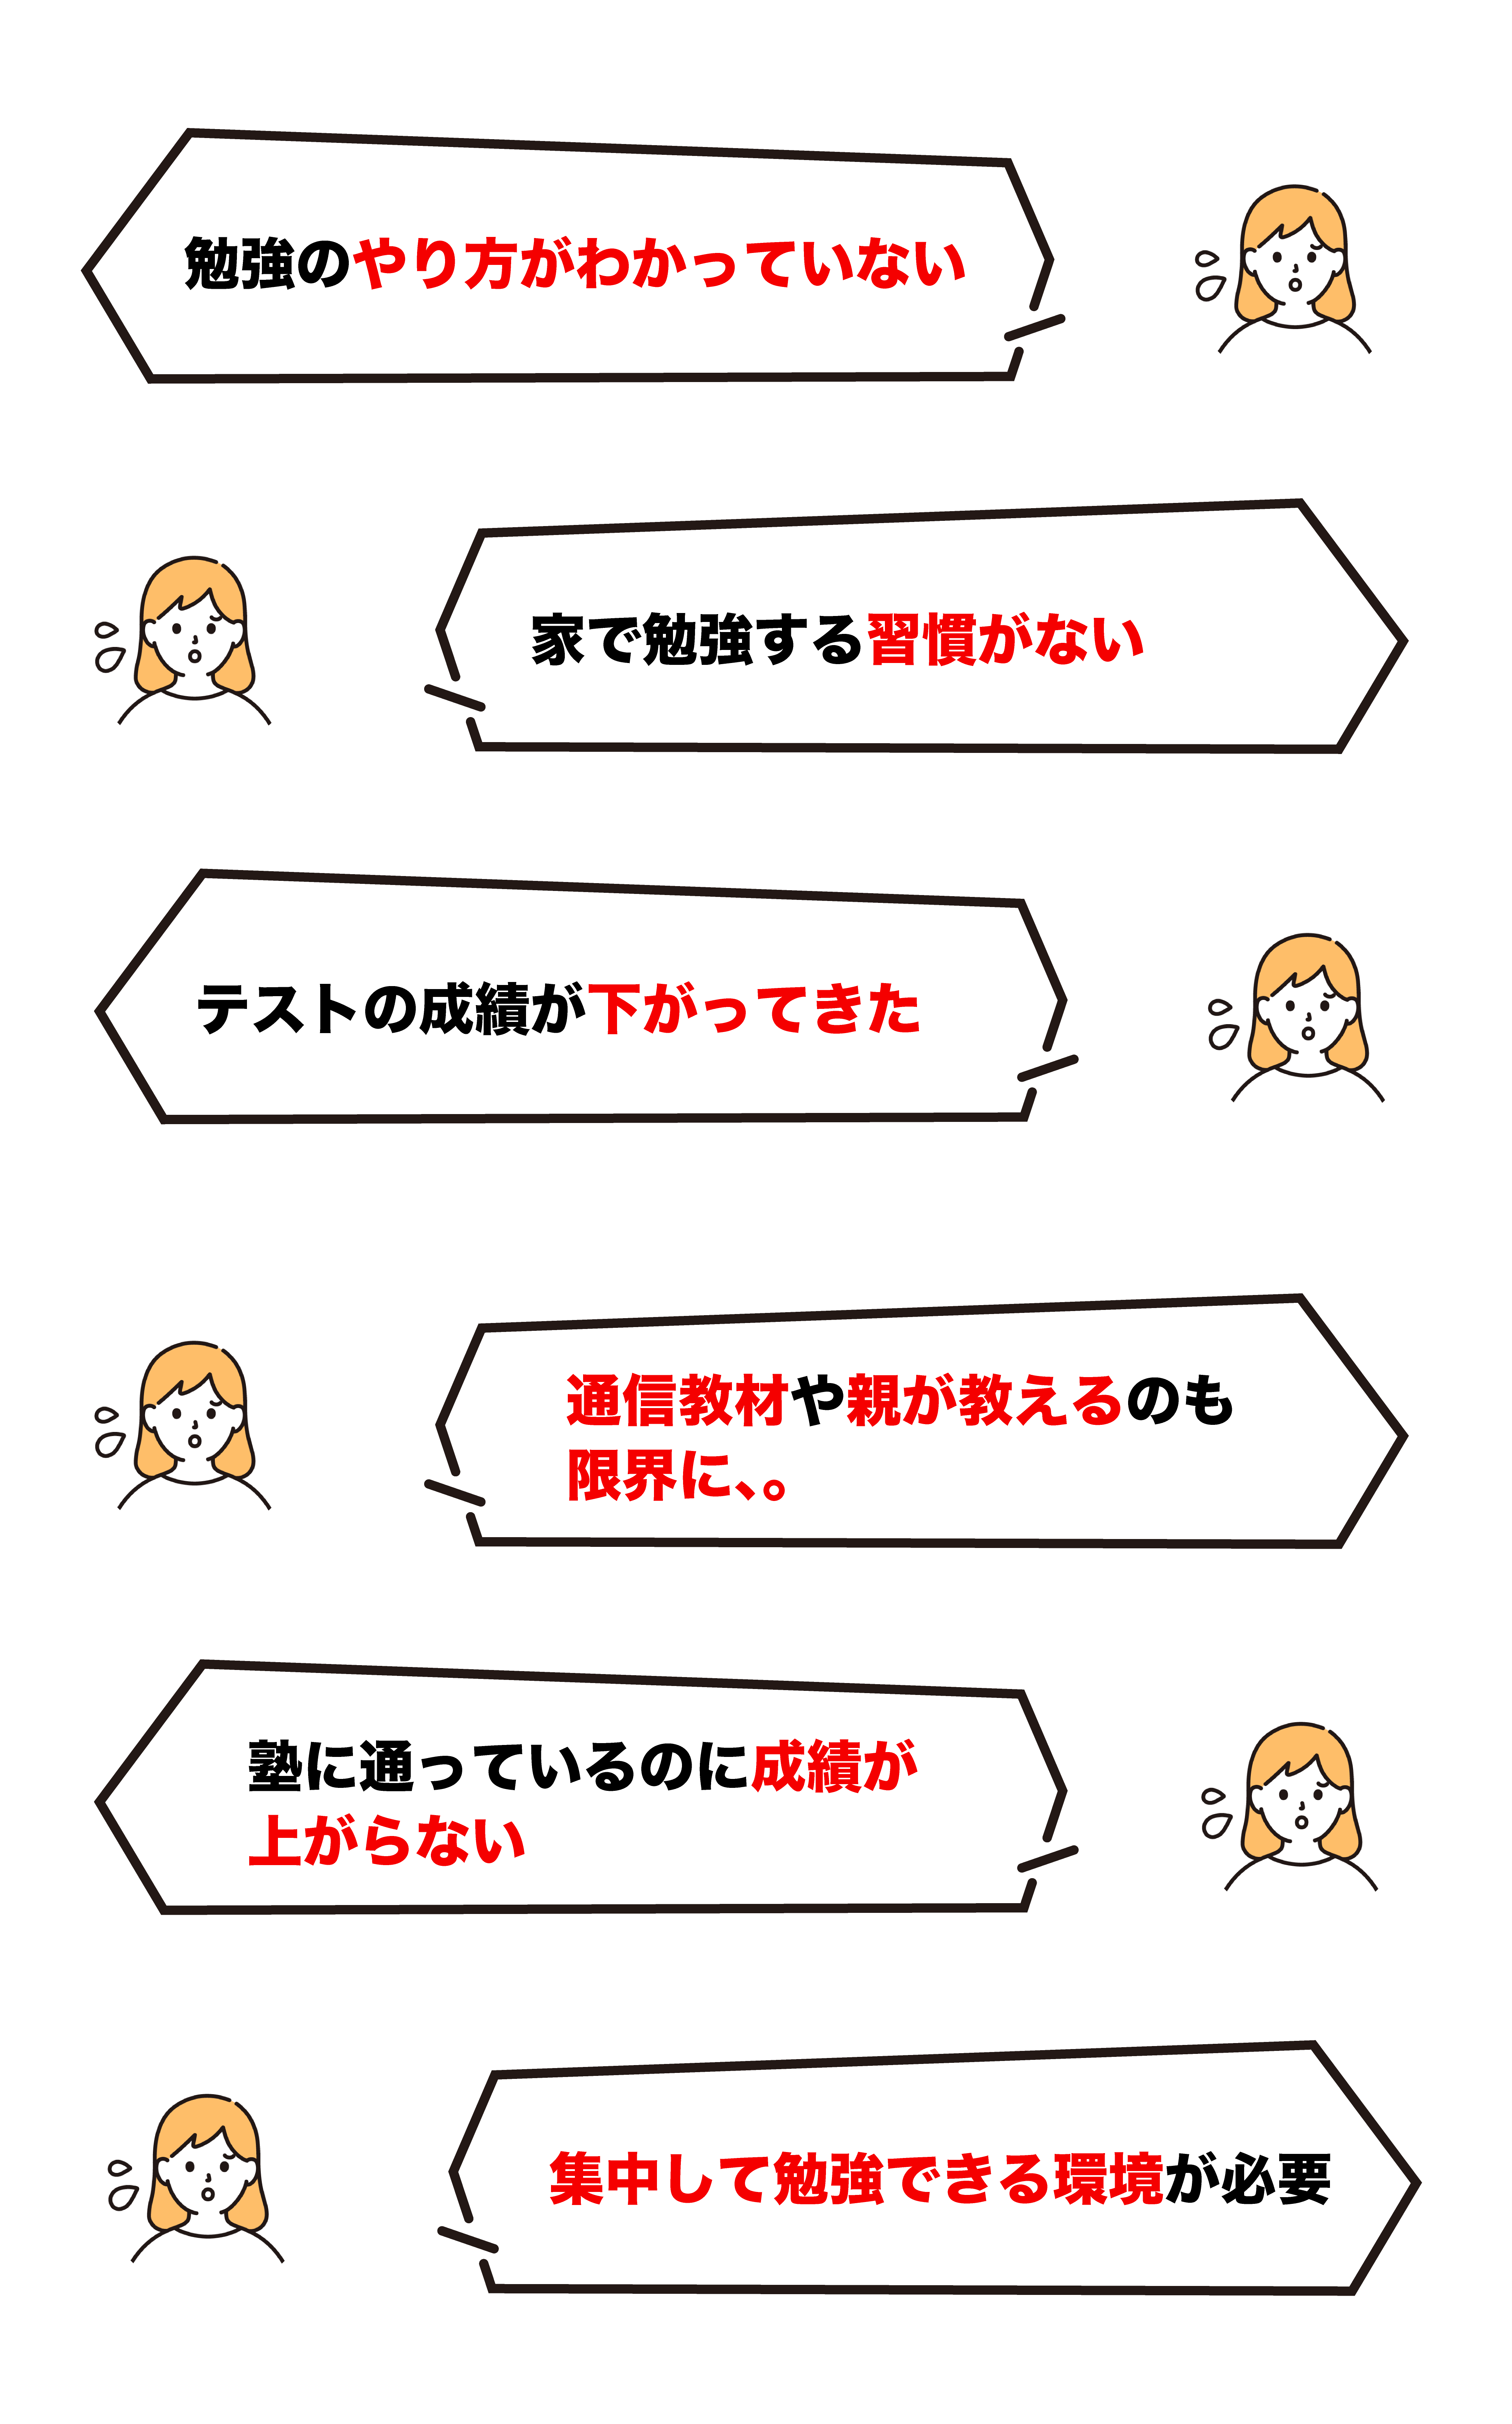 勉強のやり方がわかっていない
家で勉強する習慣がない
テストの成績が下がってきた
通信教材や親が教えるのも
限界に、。
塾に通っているのに成績が
上がらない
集中して勉強できる環境が必要